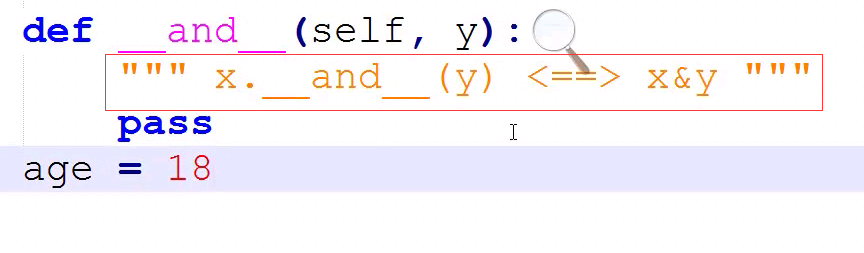 def __and__(self, y):
""" x.__and__(y) <==> x&y """
pass
age = 18